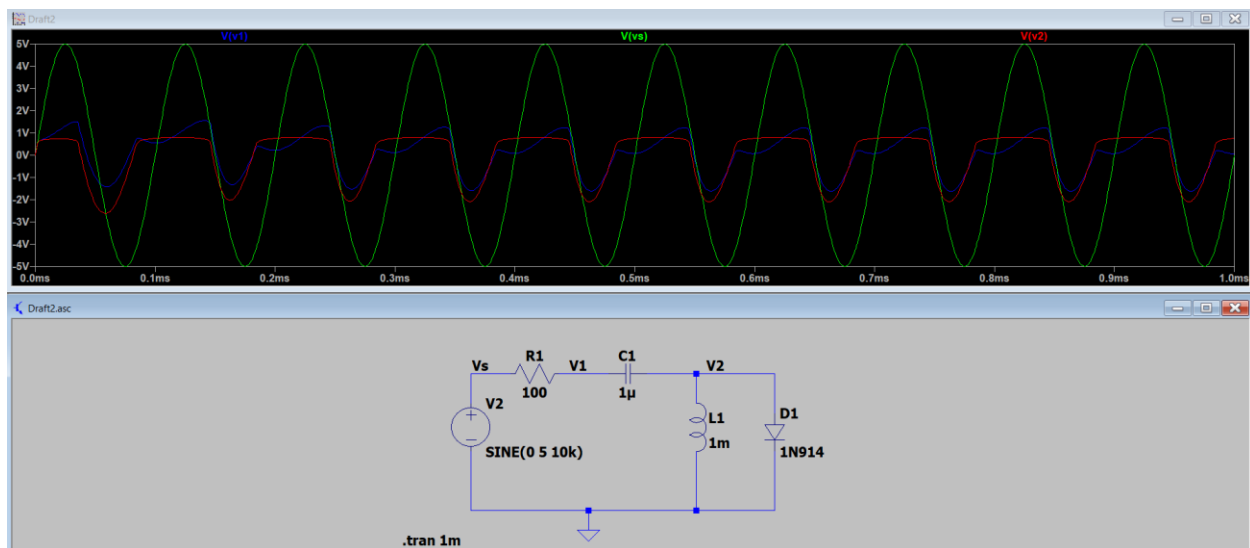 Draft2
V(v1) V(vs) V(v2)
5V
4V
3V
2V
1V
0V
-1V
-2V
-3V
-4V
-5V
0.0ms 0.1ms 0.2ms 0.3ms 0.4ms 0.5ms 0.6ms 0.7ms 0.8ms 0.9ms 1.0ms
Draft2.asc
Vs R1 V1 C1 V2
100 1µ
V2
SINE(0 5 10k)
L1
1m
D1
1N914
.tran 1m